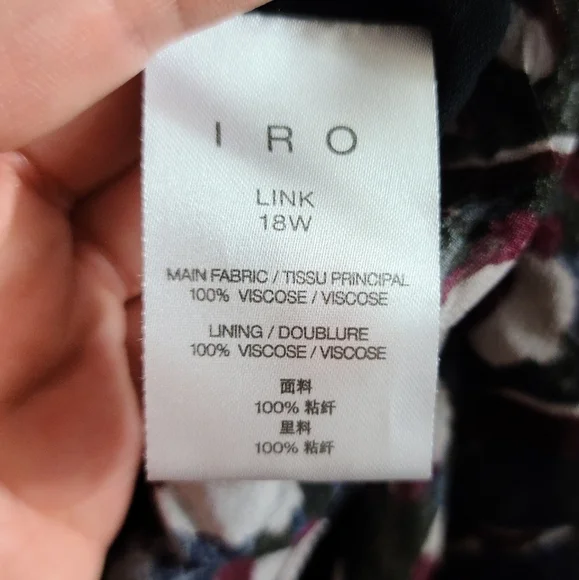 IRO
LINK
18W
MAIN FABRIC / TISSU PRINCIPAL
100% VISCOSE / VISCOSE
LINING / DOUBLURE
100% VISCOSE / VISCOSE
面料
100% 粘纤
里料
100% 粘纤